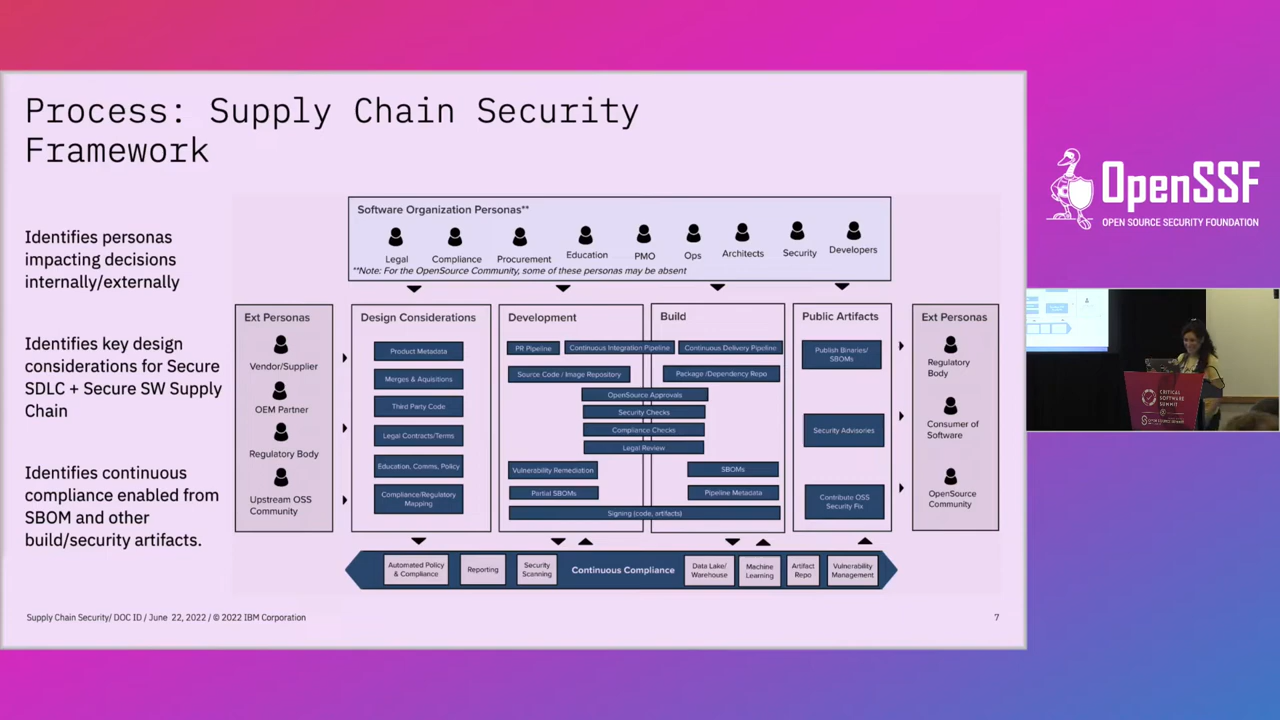 Process: Supply Chain Security
Framework
Identifies personas
impacting decisions
internally/externally
Identifies key design
considerations for Secure
SDLC + Secure SW Supply
Chain
Identifies continuous
compliance enabled from
SBOM and other
build/security artifacts.
Software Organization Personas**
Legal
Compliance
Procurement
Education
PMO
Ops
Architects
Security
Developers
**Note: For the OpenSource Community, some of these personas may be absent
Ext Personas
Vendor/Supplier
OEM Partner
Regulatory Body
Upstream OSS
Community
Design Considerations
Product Metadata
Merges & Aquisitions
Third Party Code
Legal Contracts/Terms
Education, Comms, Policy
Compliance/Regulatory
Mapping
Development
Build
PR Pipeline
Continuous Integration Pipeline
Continuous Delivery Pipeline
Source Code / Image Repository
Package /Dependency Repo
OpenSource Approvals
Security Checks
Compliance Checks
Legal Review
Vulnerability Remediation
SBOMs
Partial SBOMs
Pipeline Metadata
Signing (code, artifacts)
Public Artifacts
Publish Binaries/
SBOMs
Security Advisories
Contribute OSS
Security Fix
Ext Personas
Regulatory
Body
Consumer of
Software
OpenSource
Community
Automated Policy
& Compliance
Reporting
Security
Scanning
Continuous Compliance
Data Lake/
Warehouse
Machine
Learning
Artifact
Repo
Vulnerability
Management
Supply Chain Security/ DOC ID / June 22, 2022 / © 2022 IBM Corporation
7
OpenSSF
OPEN SOURCE SECURITY FOUNDATION
CRITICAL
SOFTWARE
SUMMIT